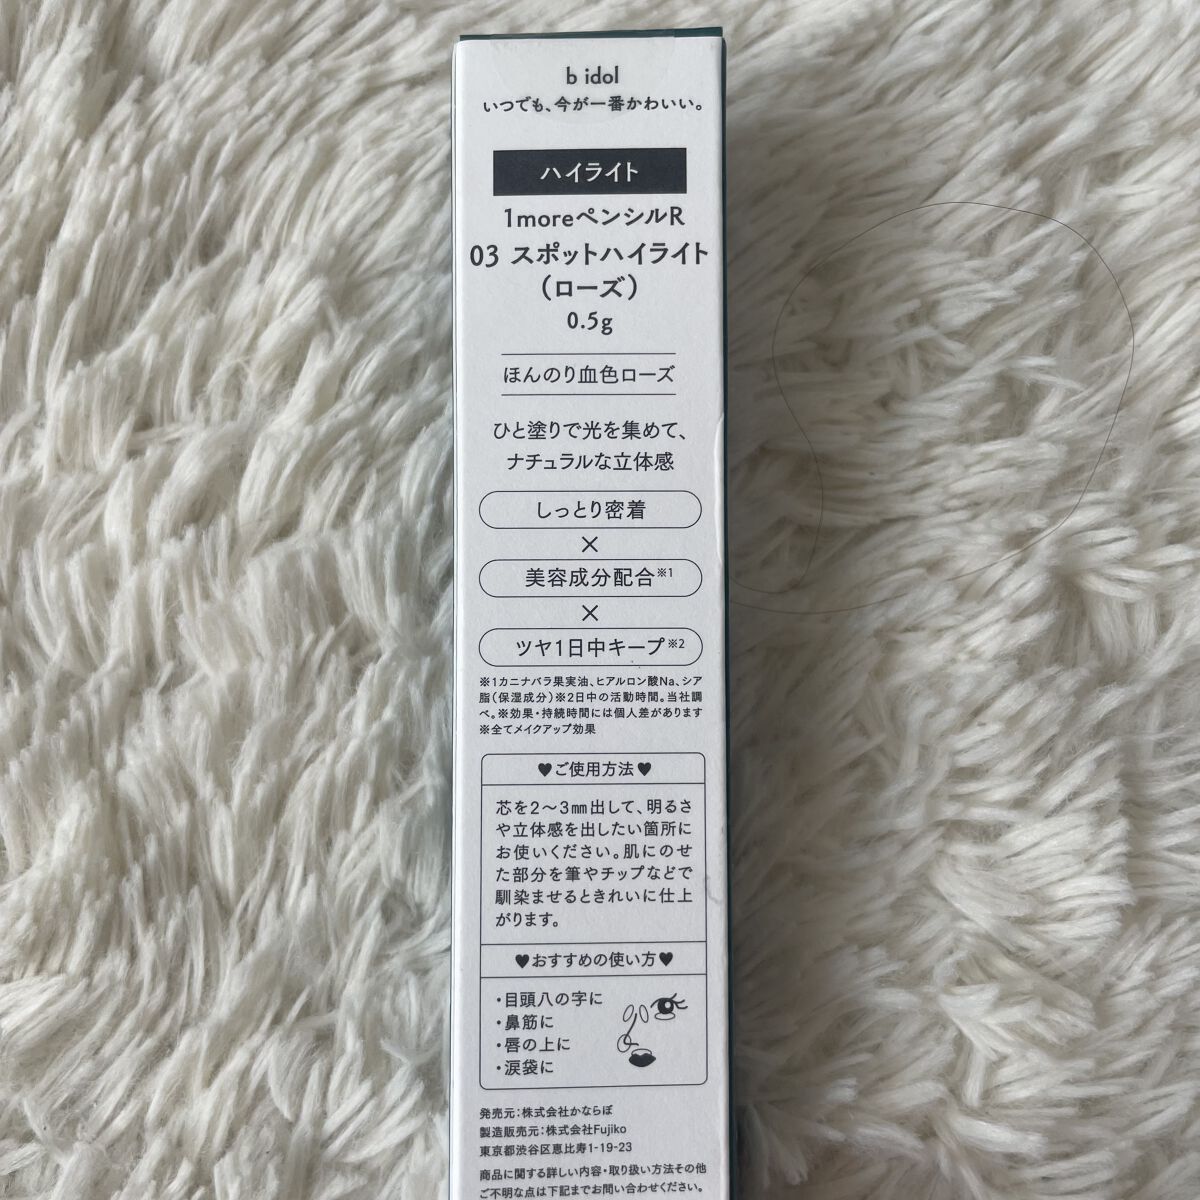 b idol
いつでも、今が一番かわいい。
ハイライト
1moreペンシルR
03 スポットハイライト
(ローズ)
0.5g
ほんのり血色ローズ
ひと塗りで光を集めて、
ナチュラルな立体感
しっとり密着
×
美容成分配合※1
×
ツヤ1日中キープ※2
※1カニナバラ果実油、ヒアルロン酸Na、シア
脂(保湿成分)※2日中の活動時間。当社調
べ。※効果・持続時間には個人差があります
※全てメイクアップ効果
♥ご使用方法♥
芯を2〜3㎜出して、明るさ
や立体感を出したい箇所に
お使いください。肌にのせ
た部分を筆やチップなどで
馴染ませるときれいに仕上
がります。
♥おすすめの使い方♥
・目頭八の字に
・鼻筋に
・唇の上に
・涙袋に
発売元:株式会社かならぼ
製造販売元:株式会社Fujiko
東京都渋谷区恵比寿1-19-23
商品に関する詳しい内容・取り扱い方法その他
ご不明な点は下記までお問い合わせください。